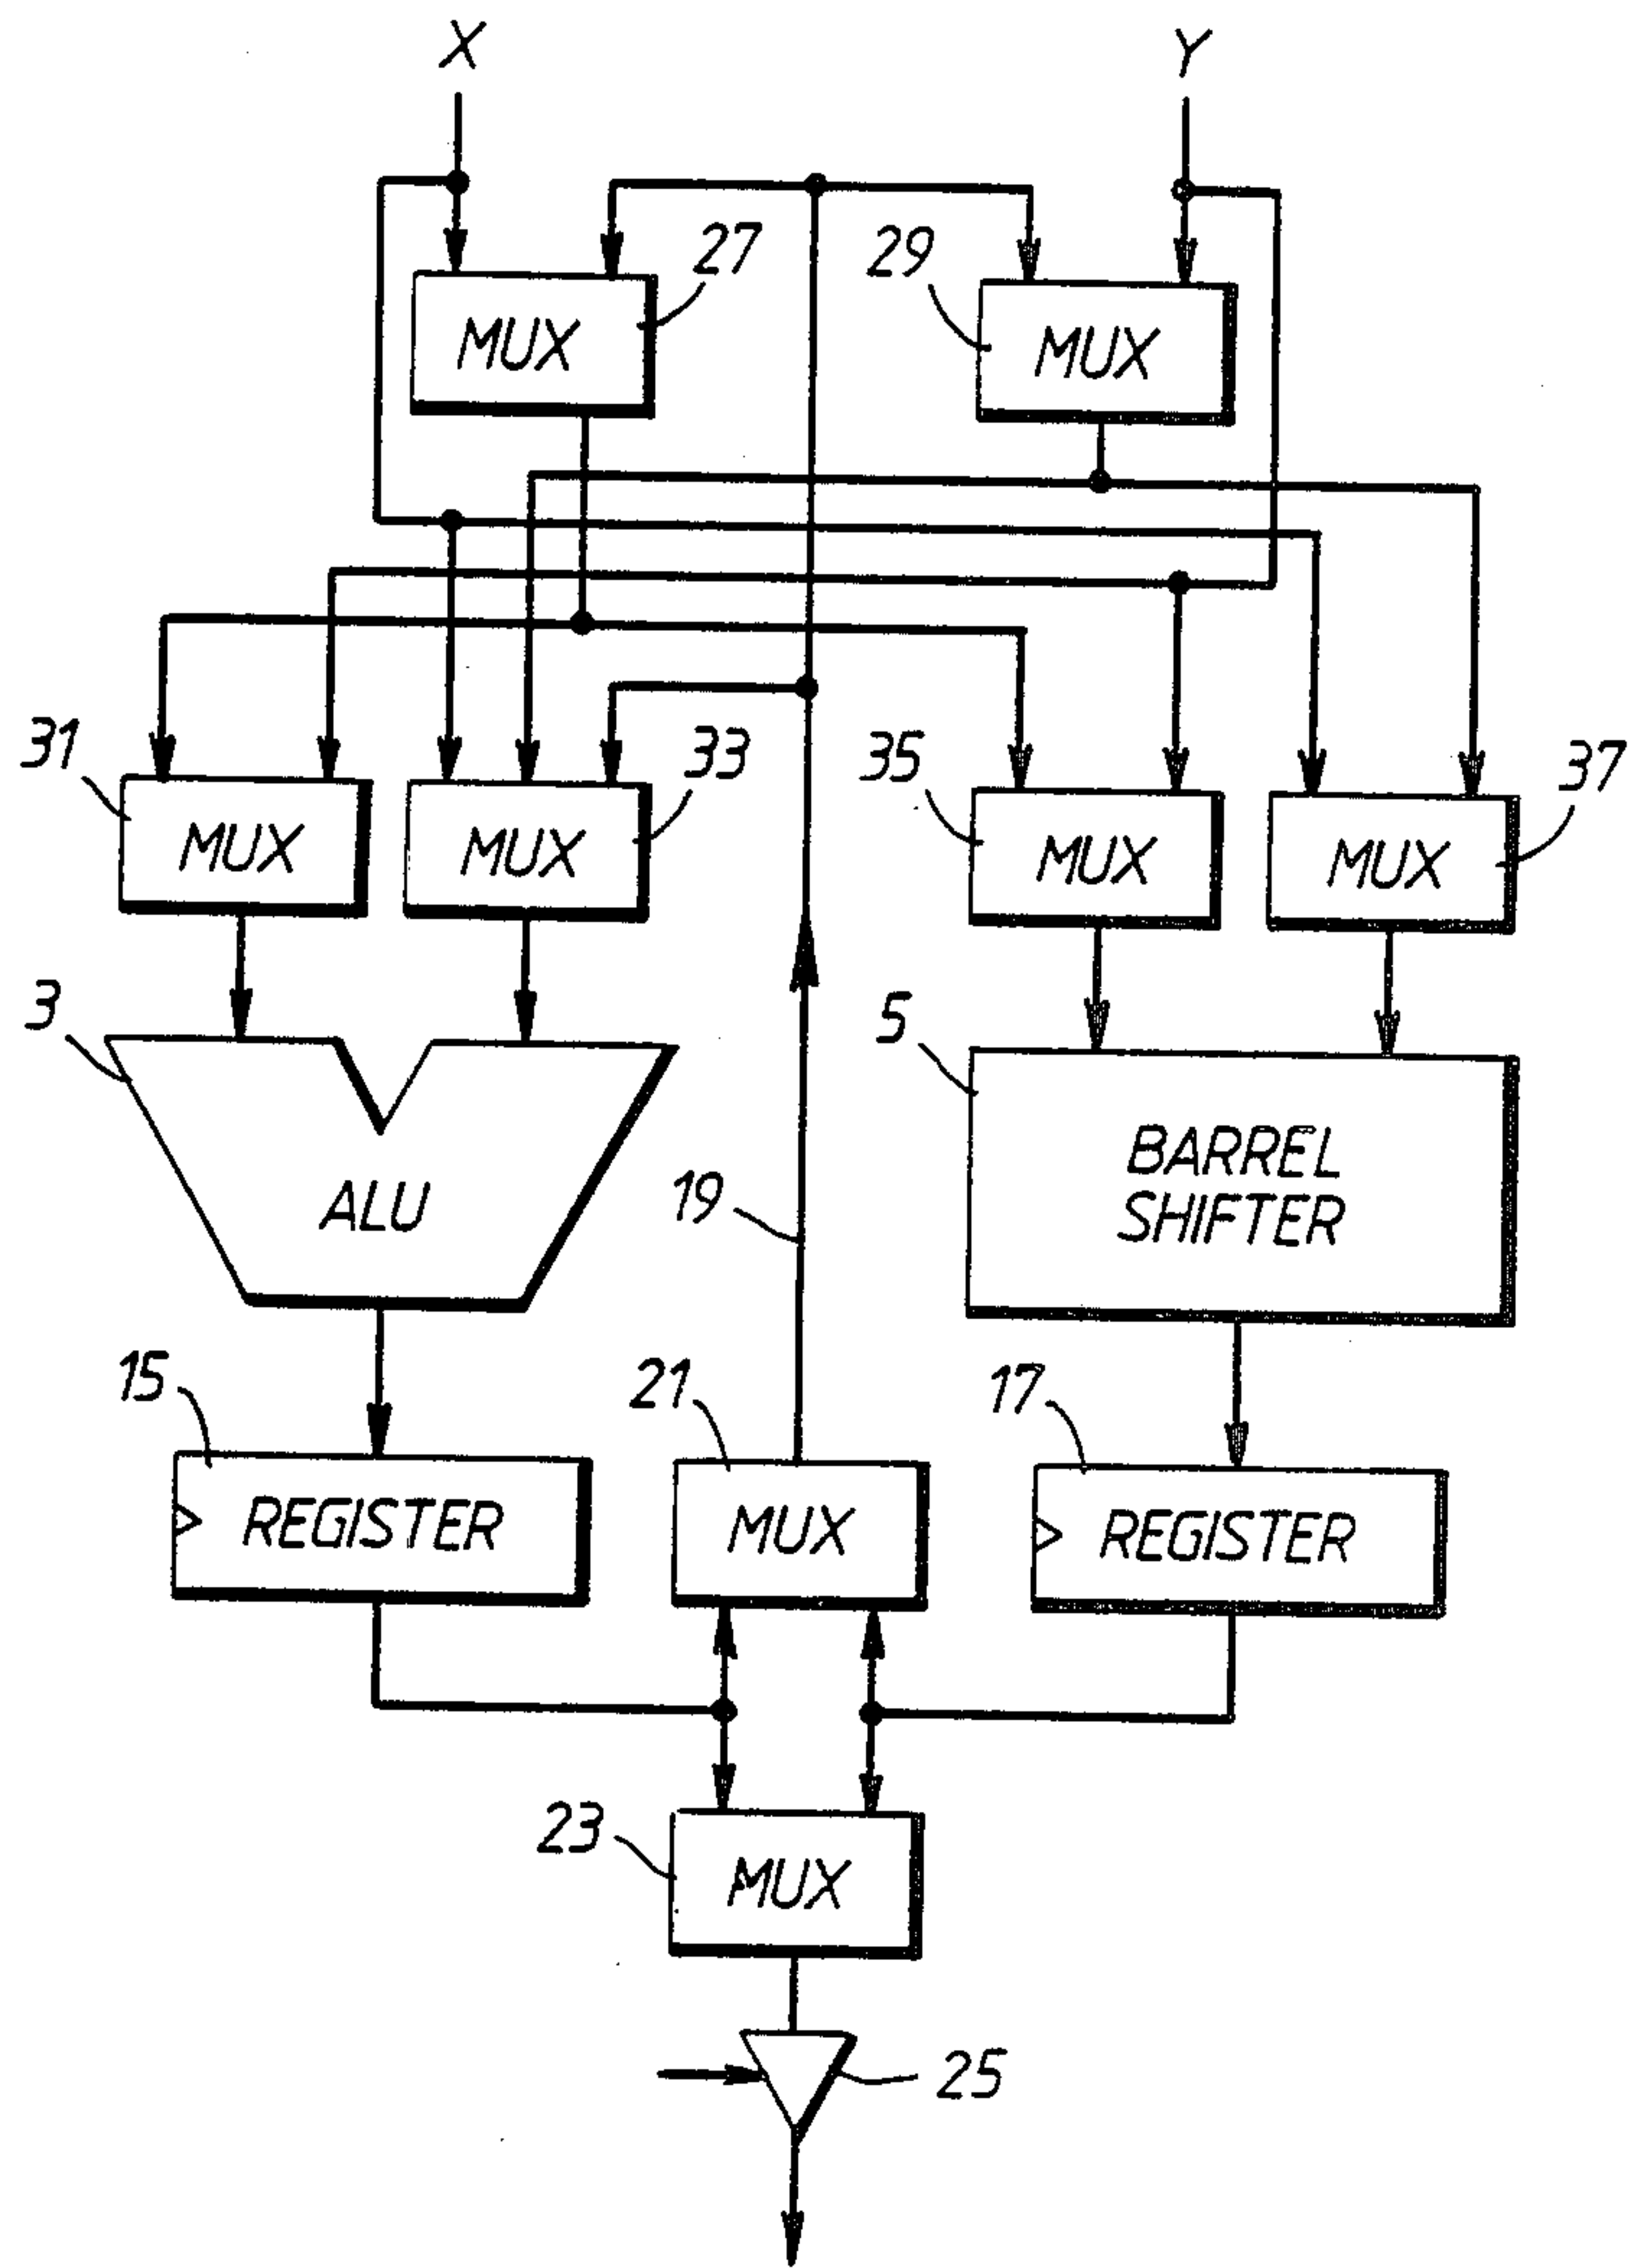 X
Y
27
29
MUX
MUX
31
33
35
37
MUX
MUX
MUX
MUX
3
5
ALU
19
BARREL
SHIFTER
15
21
17
REGISTER
MUX
REGISTER
23
MUX
25